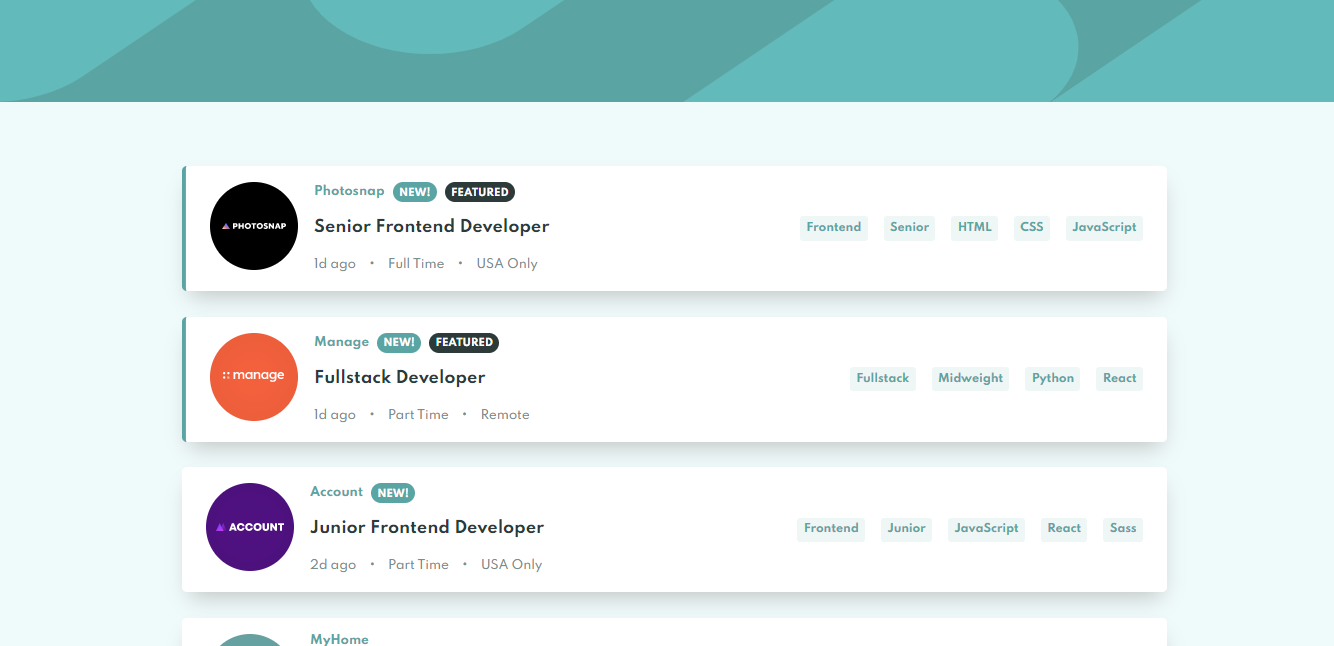 PHOTOSNAP
Photosnap NEW! FEATURED
Senior Frontend Developer
1d ago • Full Time • USA Only
Frontend Senior HTML CSS JavaScript
manage
Manage NEW! FEATURED
Fullstack Developer
1d ago • Part Time • Remote
Fullstack Midweight Python React
ACCOUNT
Account NEW!
Junior Frontend Developer
2d ago • Part Time • USA Only
Frontend Junior JavaScript React Sass
MyHome